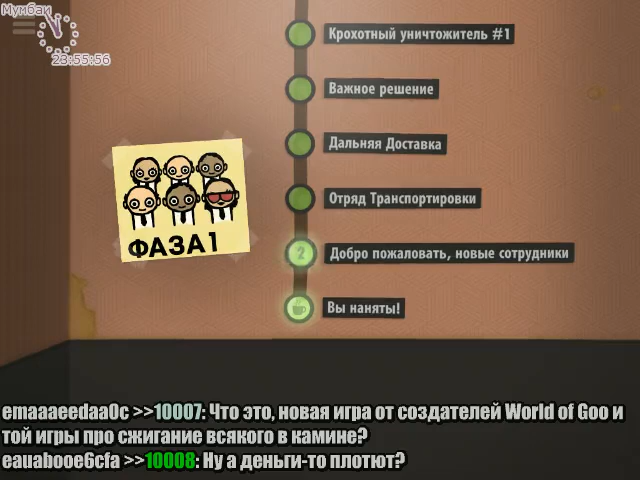 Мумбаи
23:55:56
Крохотный уничтожитель #1
Важное решение
Дальняя Доставка
Отряд Транспортировки
2
Добро пожаловать, новые сотрудники
Вы наняты!
ФАЗА 1
emaaaeedaa0c >>10007: Что это, новая игра от создателей World of Goo и
той игры про сжигание всякого в камине?
eauabooe6cfa >>10008: Ну а деньги-то плотют?